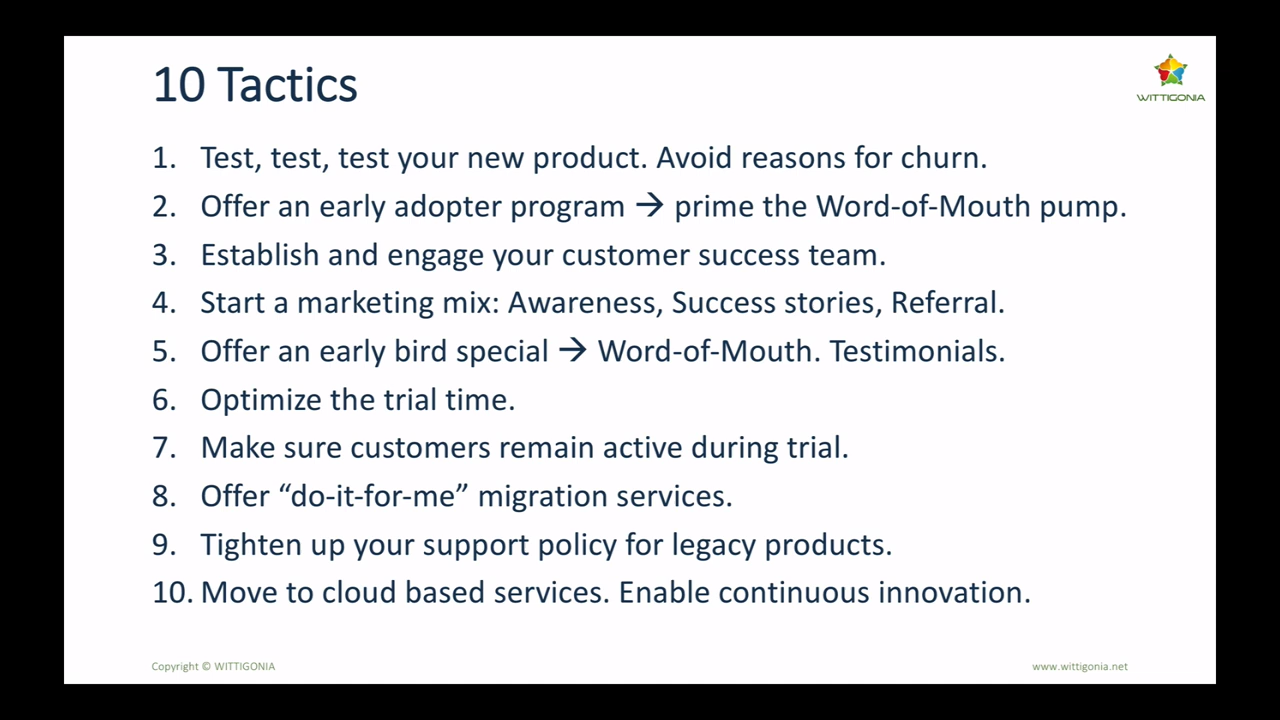 10 Tactics
WITTIGONIA
1. Test, test, test your new product. Avoid reasons for churn.
2. Offer an early adopter program → prime the Word-of-Mouth pump.
3. Establish and engage your customer success team.
4. Start a marketing mix: Awareness, Success stories, Referral.
5. Offer an early bird special → Word-of-Mouth. Testimonials.
6. Optimize the trial time.
7. Make sure customers remain active during trial.
8. Offer “do-it-for-me” migration services.
9. Tighten up your support policy for legacy products.
10. Move to cloud based services. Enable continuous innovation.
Copyright © WITTIGONIA
www.wittigonia.net